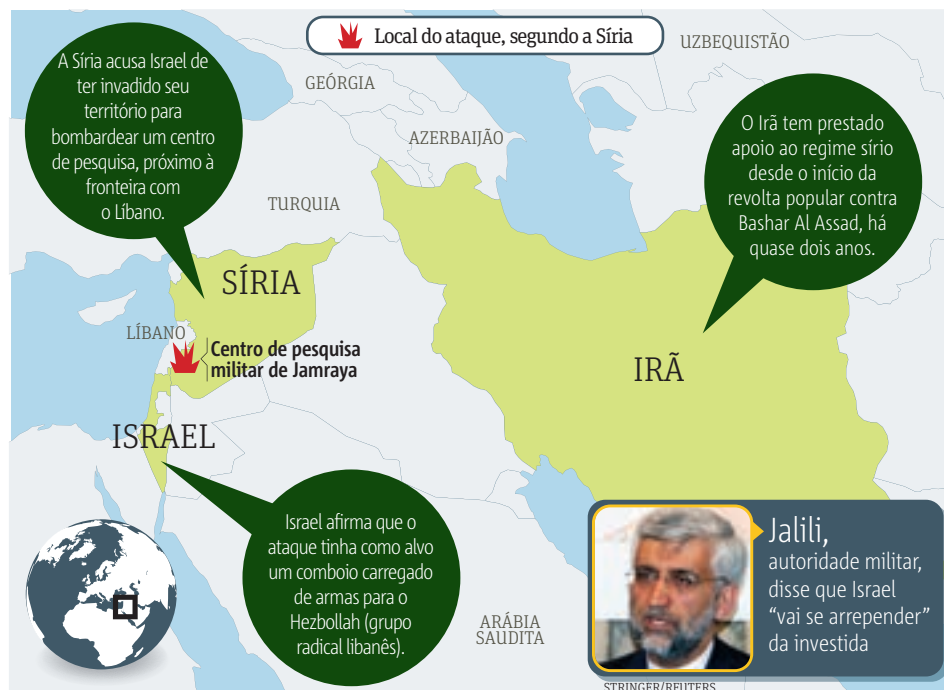 Local do ataque, segundo a Síria
A Síria acusa Israel de
ter invadido seu
território para
bombardear um centro
de pesquisa, próximo à
fronteira com
o Líbano.
UZBEQUISTÃO
GEÓRGIA
AZERBAIJÃO
TURQUIA
O Irã tem prestado
apoio ao regime sírio
desde o início da
revolta popular contra
Bashar Al Assad, há
quase dois anos.
SÍRIA
LÍBANO
Centro de pesquisa
militar de Jamraya
IRÃ
ISRAEL
Israel afirma que o
ataque tinha como alvo
um comboio carregado
de armas para o
Hezbollah (grupo
radical libanês).
ARÁBIA
SAUDITA
Jalili,
autoridade militar,
disse que Israel
“vai se arrepender”
da investida
STRINGER/REUTERS